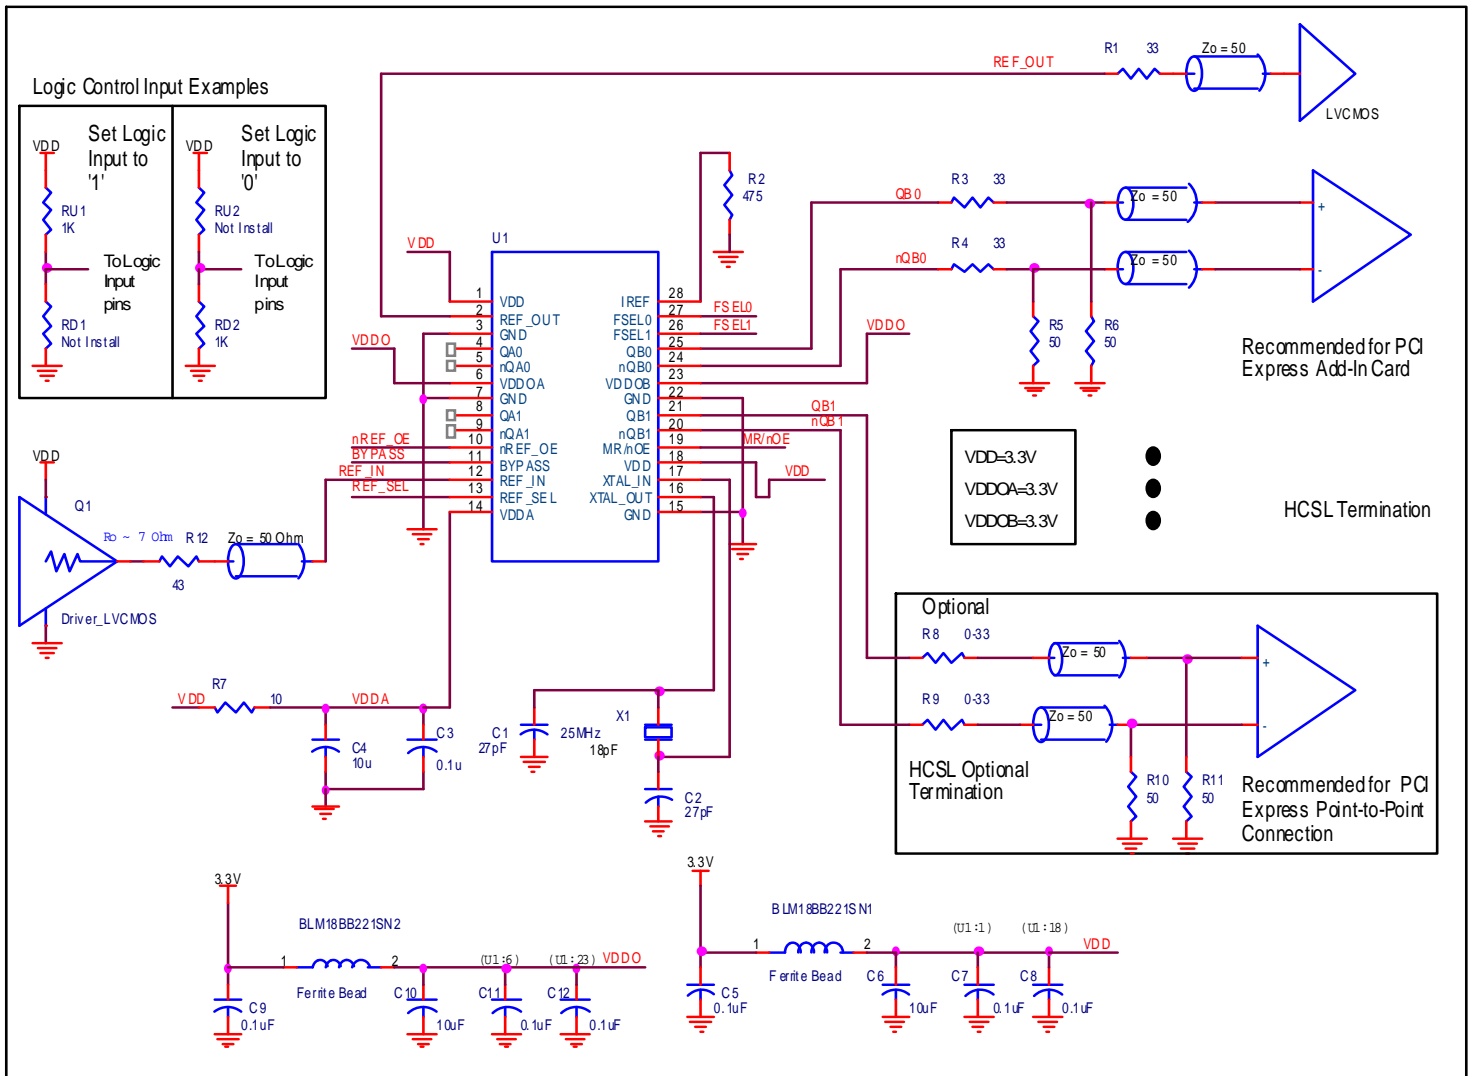 R1 33
Zo = 50
REF_OUT
LVCMOS
Logic Control Input Examples
VDD
Set Logic
Input to
'1'
RU1
1K
To Logic
Input
pins
RD1
Not Install
VDD
Set Logic
Input to
'0'
RU2
Not Install
To Logic
Input
pins
RD2
1K
R2
475
QB0
R3 33
Zo = 50
+
nQB0
R4 33
Zo = 50
-
R5
50
R6
50
Recommended for PCI
Express Add-In Card
VDD
U1
1 VDD
2 REF_OUT
3 GND
4 QA0
5 nQA0
6 VDDOA
7 GND
8 QA1
9 nQA1
10 nREF_OE
11 BYPASS
12 REF_IN
13 REF_SEL
14 VDDA
IREF 28
FSEL0 27
FSEL1 26
QB0 25
nQB0 24
VDDOB 23
GND 22
QB1 21
nQB1 20
MR/nOE 19
VDD 18
XTAL_IN 17
XTAL_OUT 16
GND 15
FSEL0
FSEL1
VDDO
VDDO
QB1
nQB1
MR/nOE
VDD
nREF_OE
BYPASS
REF_IN
REF_SEL
VDD=3.3V
VDDOA=3.3V
VDDOB=3.3V
HCSL Termination
VDD
Q1
Ro ~ 7 Ohm
R12
43
Zo = 50 Ohm
Driver_LVCMOS
Optional
R8 0-33
Zo = 50
+
R9 0-33
Zo = 50
-
HCSL Optional
Termination
R10
50
R11
50
Recommended for PCI
Express Point-to-Point
Connection
VDD
R7
10
VDDA
C4
10u
C3
0.1u
C1
27pF
25MHz
X1
18pF
C2
27pF
3.3V
BLM18BB221SN2
1 2
Ferrite Bead
(U1:6) (U1:23) VDDO
C9
0.1uF
C10
10uF
C11
0.1uF
C12
0.1uF
3.3V
BLM18BB221SN1
1 2
Ferrite Bead
(U1:1) (U1:18)
VDD
C5
0.1uF
C6
10uF
C7
0.1uF
C8
0.1uF